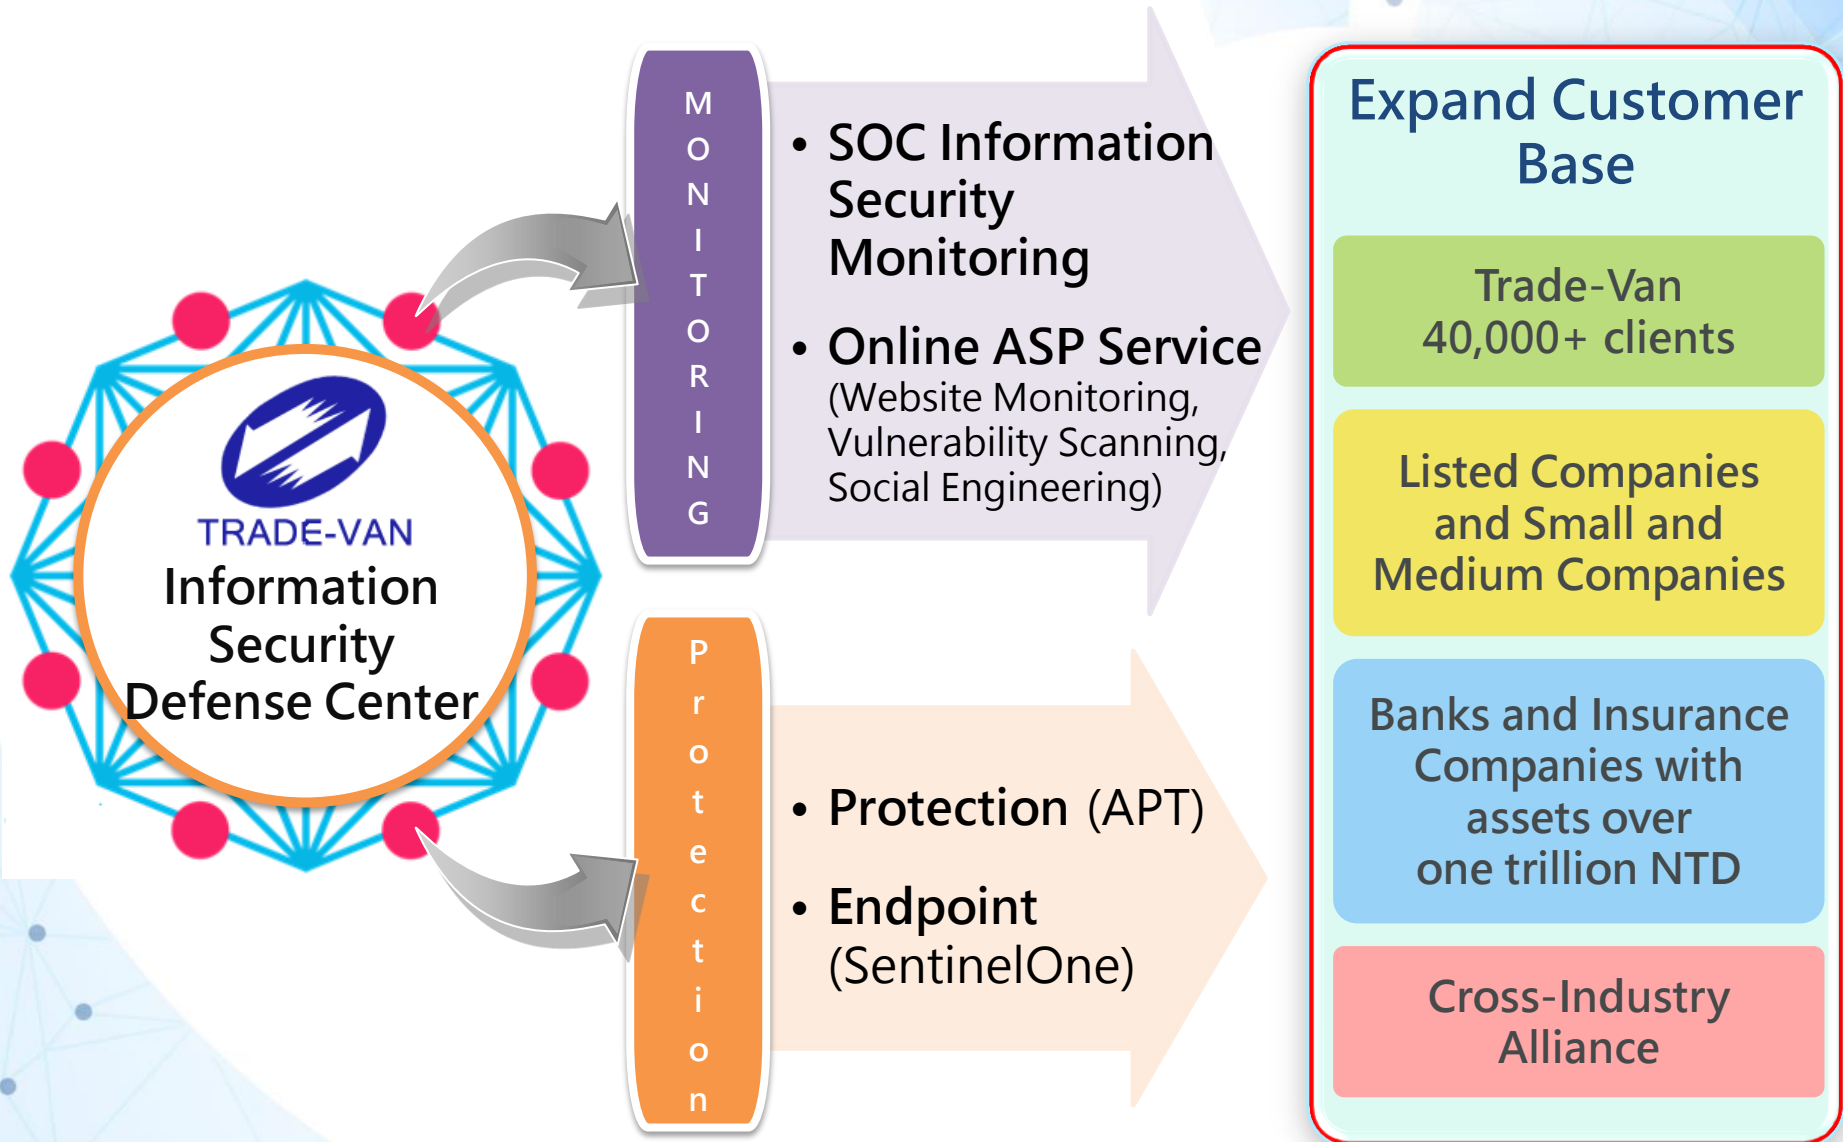 TRADE-VAN
Information
Security
Defense Center
MONITORING
• SOC Information
Security
Monitoring
• Online ASP Service
(Website Monitoring,
Vulnerability Scanning,
Social Engineering)
Protection
• Protection (APT)
• Endpoint
(SentinelOne)
Expand Customer
Base
Trade-Van
40,000+ clients
Listed Companies
and Small and
Medium Companies
Banks and Insurance
Companies with
assets over
one trillion NTD
Cross-Industry
Alliance